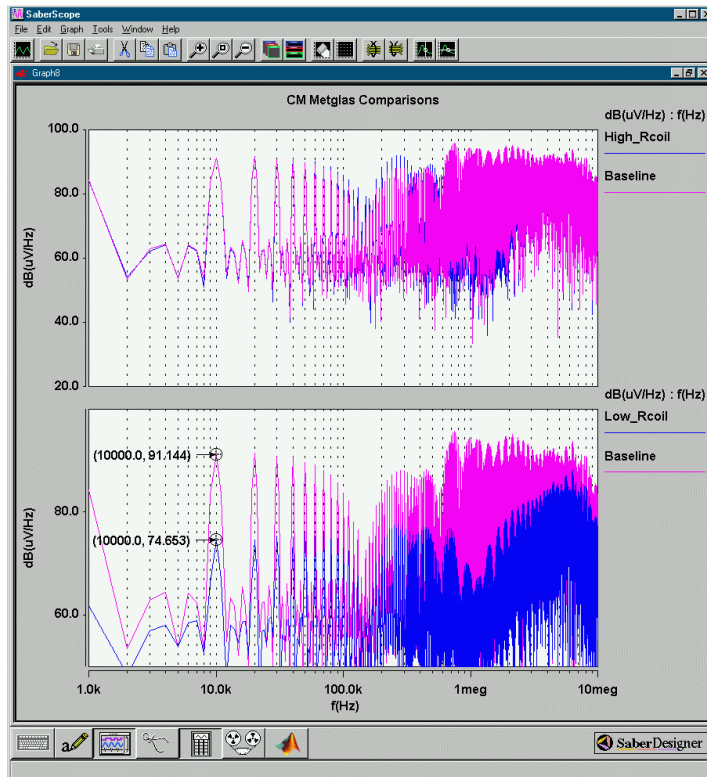 SaberScope
File Edit Graph Tools Window Help
Graph8
CM Metglas Comparisons
dB(uV/Hz) : f(Hz)
High_Rcoil
Baseline
100.0
80.0
60.0
40.0
20.0
dB(uV/Hz)
dB(uV/Hz) : f(Hz)
Low_Rcoil
Baseline
(10000.0, 91.144)
(10000.0, 74.653)
80.0
60.0
dB(uV/Hz)
1.0k 10.0k 100.0k 1meg 10meg
f(Hz)
a
SaberDesigner